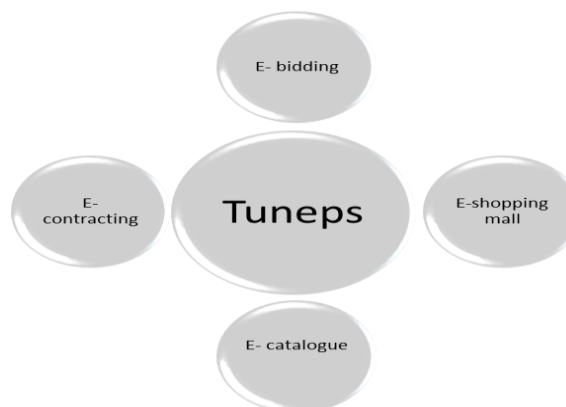 E- bidding
E-
contracting
Tuneps
E-shopping
mall
E- catalogue